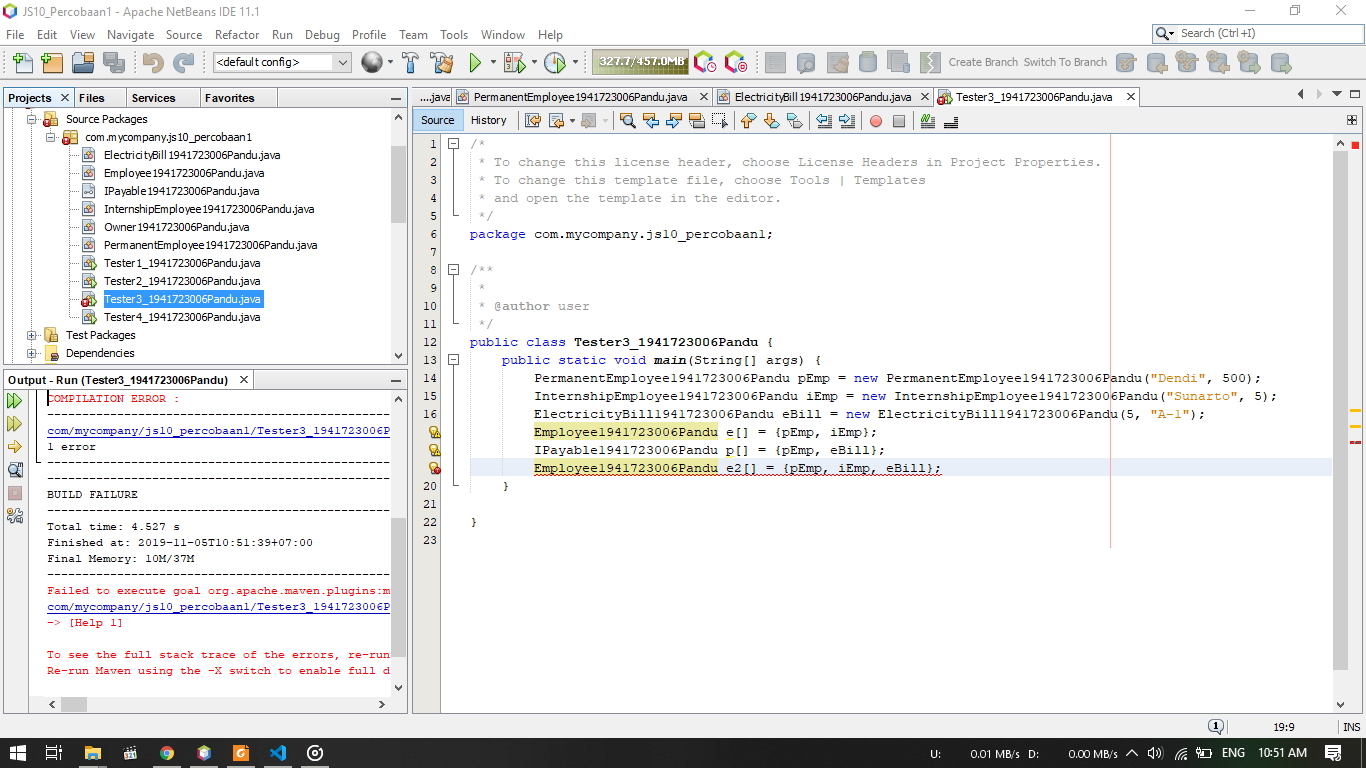 JS10_Percobaan1 - Apache NetBeans IDE 11.1
File Edit View Navigate Source Refactor Run Debug Profile Team Tools Window Help
Search (Ctrl+I)
<default config>
327.7/457.0MB
Create Branch Switch To Branch
Projects Files Services Favorites
Source Packages
com.mycompany.js10_percobaan1
ElectricityBill1941723006Pandu.java
Employee1941723006Pandu.java
IPayable1941723006Pandu.java
InternshipEmployee1941723006Pandu.java
Owner1941723006Pandu.java
PermanentEmployee1941723006Pandu.java
Tester1_1941723006Pandu.java
Tester2_1941723006Pandu.java
Tester3_1941723006Pandu.java
Tester4_1941723006Pandu.java
Test Packages
Dependencies
Output - Run (Tester3_1941723006Pandu)
COMPILATION ERROR :
-------------------------------------------
com/mycompany/js10_percobaan1/Tester3_1941723006P
1 error
-------------------------------------------
-------------------------------------------
BUILD FAILURE
-------------------------------------------
Total time: 4.527 s
Finished at: 2019-11-05T10:51:39+07:00
Final Memory: 10M/37M
-------------------------------------------
Failed to execute goal org.apache.maven.plugins:m
com/mycompany/js10_percobaan1/Tester3_1941723006P
-> [Help 1]
To see the full stack trace of the errors, re-run
Re-run Maven using the -X switch to enable full d
....java PermanentEmployee1941723006Pandu.java ElectricityBill1941723006Pandu.java Tester3_1941723006Pandu.java
Source History
1 /*
2 * To change this license header, choose License Headers in Project Properties.
3 * To change this template file, choose Tools | Templates
4 * and open the template in the editor.
5 */
6 package com.mycompany.js10_percobaan1;
7
8 /**
9 *
10 * @author user
11 */
12 public class Tester3_1941723006Pandu {
13 public static void main(String[] args) {
14 PermanentEmployee1941723006Pandu pEmp = new PermanentEmployee1941723006Pandu("Dendi", 500);
15 InternshipEmployee1941723006Pandu iEmp = new InternshipEmployee1941723006Pandu("Sunarto", 5);
16 ElectricityBill1941723006Pandu eBill = new ElectricityBill1941723006Pandu(5, "A-1");
Employee1941723006Pandu e[] = {pEmp, iEmp};
IPayable1941723006Pandu p[] = {pEmp, eBill};
Employee1941723006Pandu e2[] = {pEmp, iEmp, eBill};
20 }
21
22 }
23
1 19:9 INS
U: 0.01 MB/s D: 0.00 MB/s ENG 10:51 AM